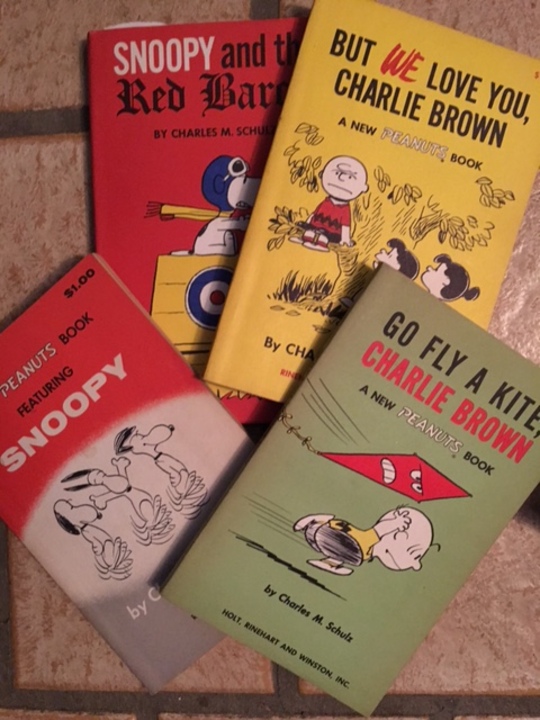 SNOOPY and th
Red Bar
BY CHARLES M. SCHUL
BUT WE LOVE YOU,
CHARLIE BROWN
A NEW PEANUTS BOOK
By CHA
$1.00
PEANUTS BOOK
FEATURING
SNOOPY
by C
GO FLY A KITE,
CHARLIE BROWN
A NEW PEANUTS BOOK
by Charles M. Schulz
HOLT, RINEHART AND WINSTON, INC.